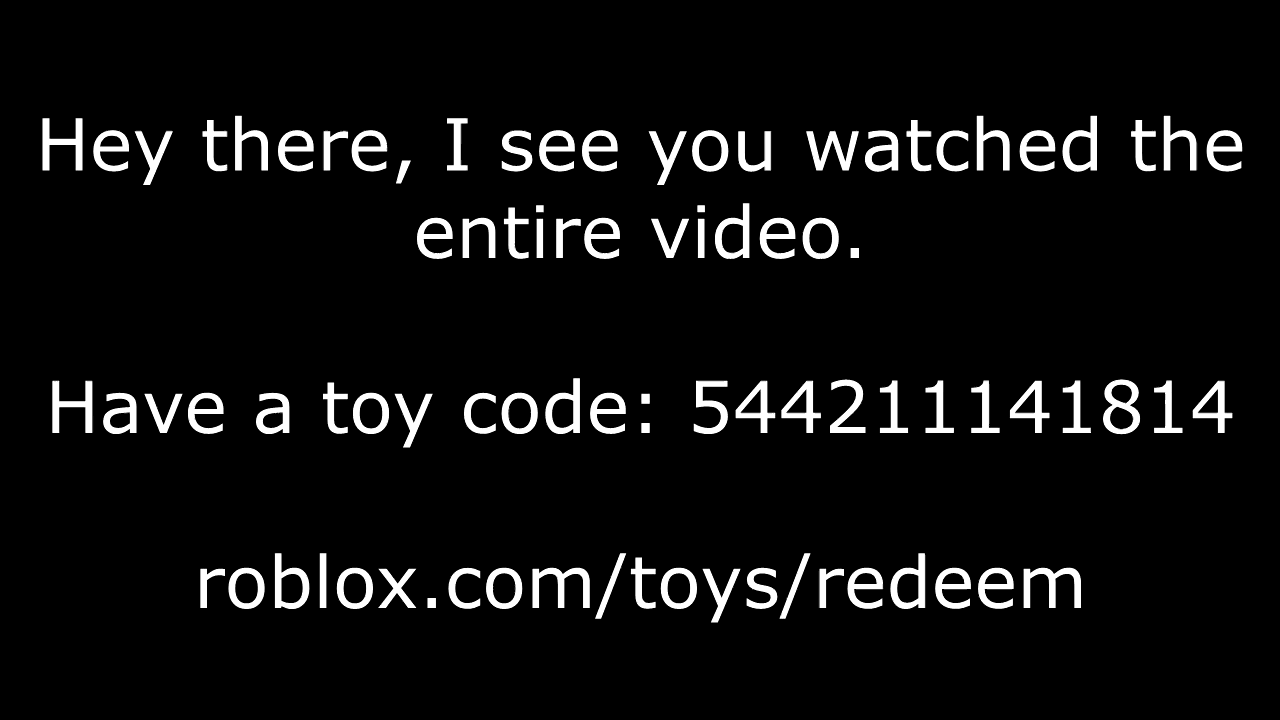 Hey there, I see you watched the
entire video.
Have a toy code: 544211141814
roblox.com/toys/redeem